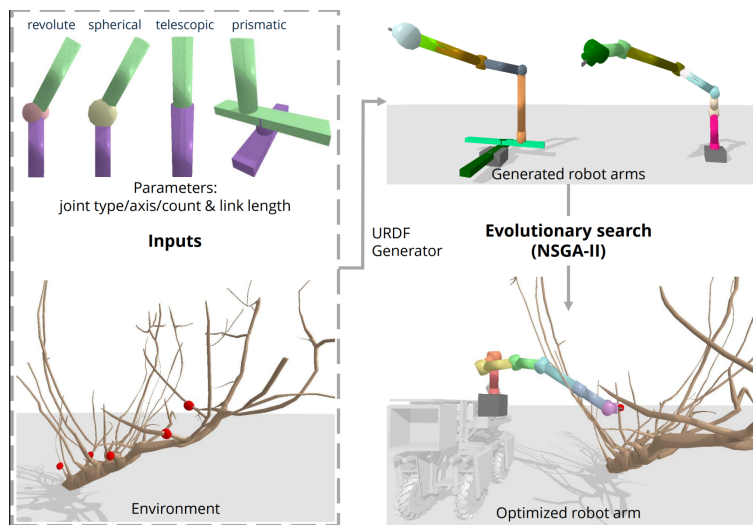 revolute spherical telescopic prismatic
Parameters:
joint type/axis/count & link length
Inputs
Environment
URDF
Generator
Generated robot arms
Evolutionary search
(NSGA-II)
Optimized robot arm